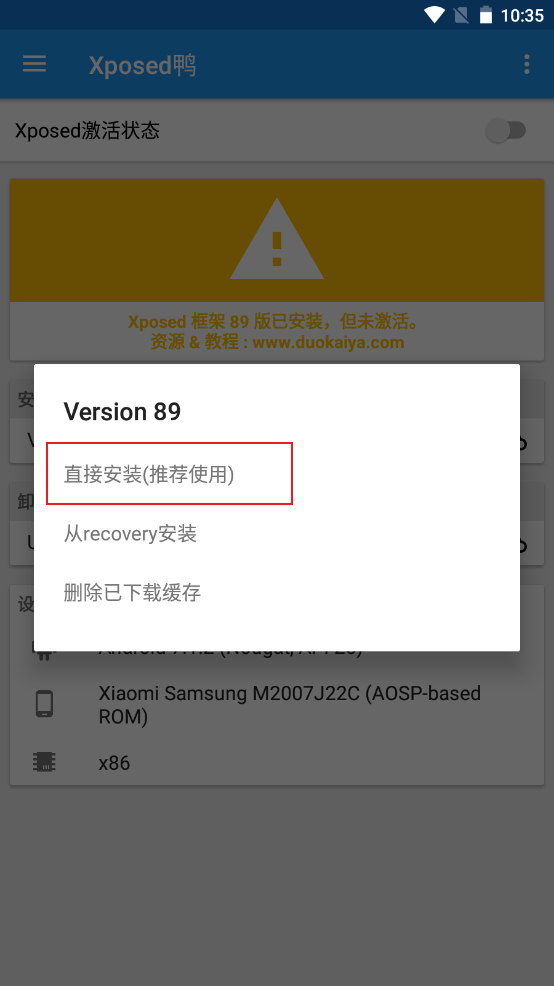 10:35
Xposed鸭
Xposed激活状态
Xposed 框架 89 版已安装，但未激活。
资源 & 教程 : www.duokaiya.com
安
Version 89
直接安装(推荐使用)
卸
从recovery安装
删除已下载缓存
设
Xiaomi Samsung M2007J22C (AOSP-based
ROM)
x86